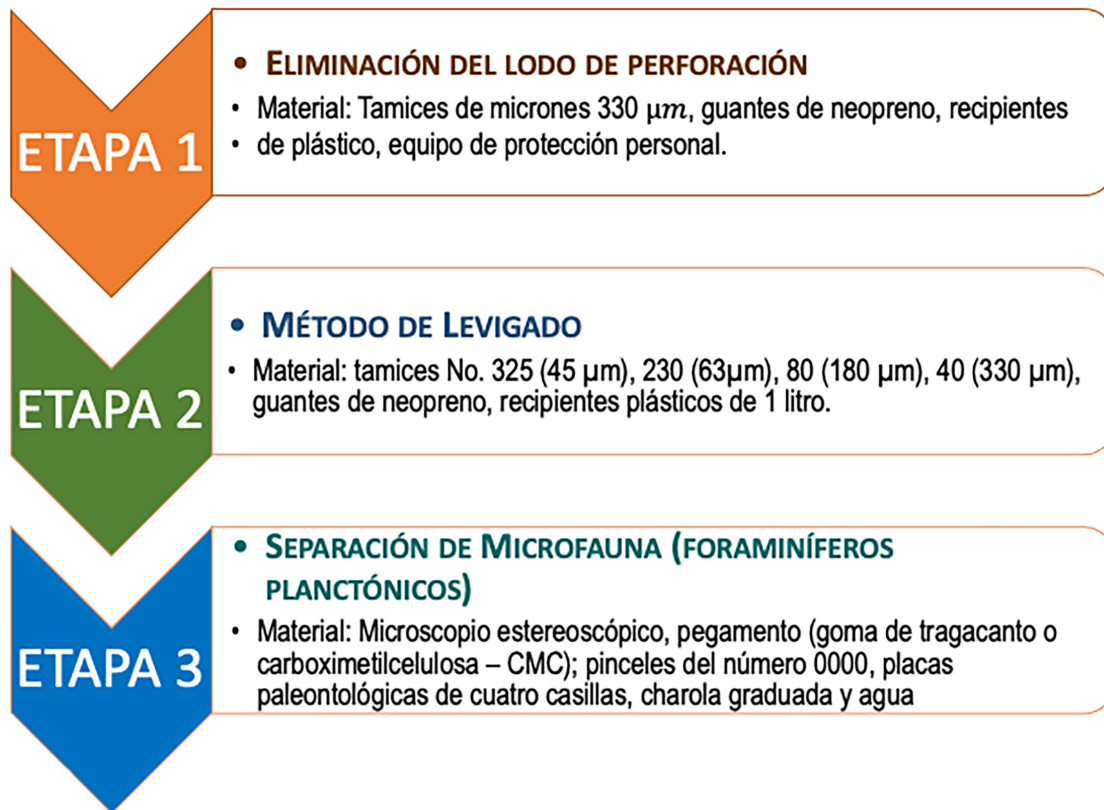 ETAPA 1
• ELIMINACIÓN DEL LODO DE PERFORACIÓN
• Material: Tamices de micrones 330 μm, guantes de neopreno, recipientes
• de plástico, equipo de protección personal.
ETAPA 2
• MÉTODO DE LEVIGADO
• Material: tamices No. 325 (45 μm), 230 (63μm), 80 (180 μm), 40 (330 μm),
guantes de neopreno, recipientes plásticos de 1 litro.
ETAPA 3
• SEPARACIÓN DE MICROFAUNA (FORAMINÍFEROS
PLANCTÓNICOS)
• Material: Microscopio estereoscópico, pegamento (goma de tragacanto o
carboximetilcelulosa – CMC); pinceles del número 0000, placas
paleontológicas de cuatro casillas, charola graduada y agua